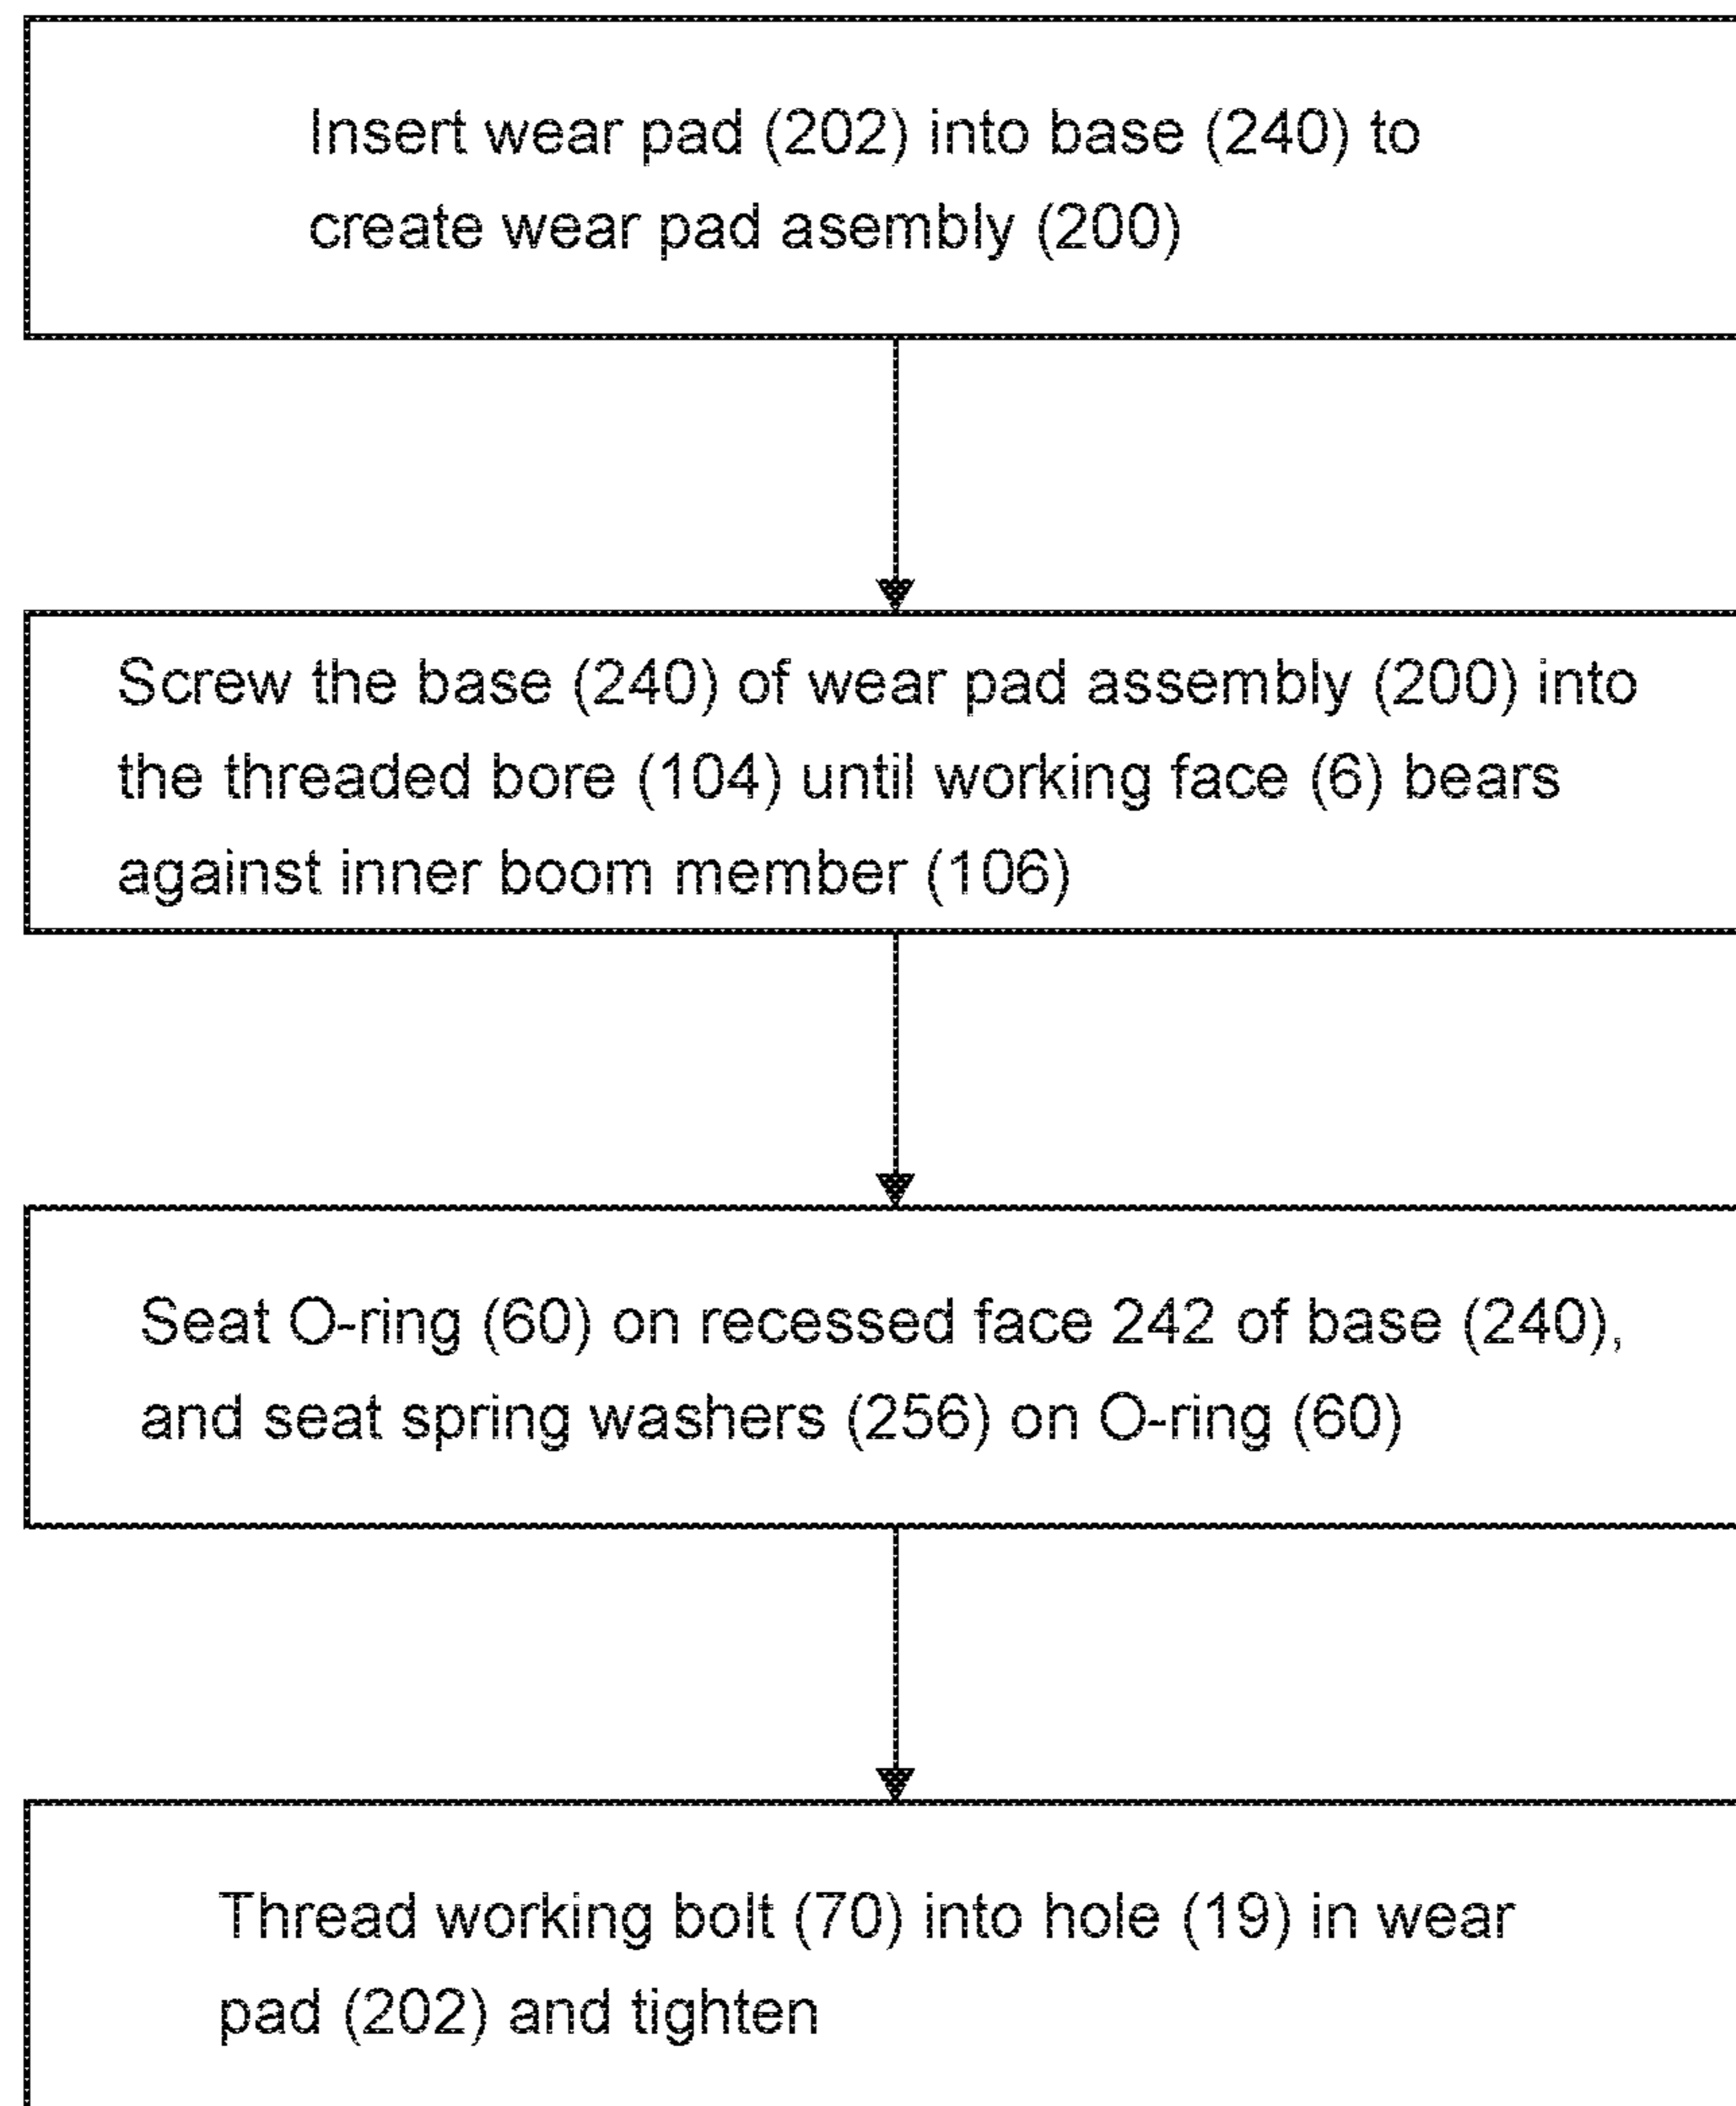 Insert wear pad (202) into base (240) to
create wear pad asembly (200)
Screw the base (240) of wear pad assembly (200) into
the threaded bore (104) until working face (6) bears
against inner boom member (106)
Seat O-ring (60) on recessed face 242 of base (240),
and seat spring washers (256) on O-ring (60)
Thread working bolt (70) into hole (19) in wear
pad (202) and tighten